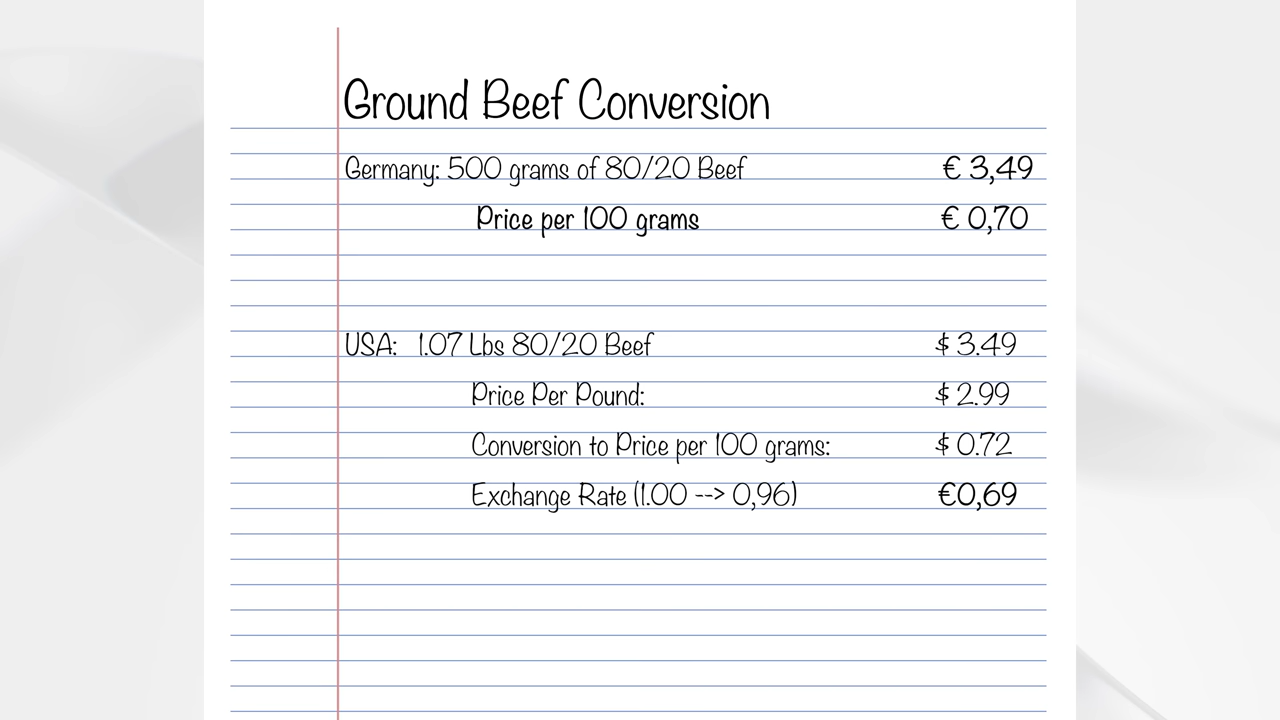 Ground Beef Conversion
Germany: 500 grams of 80/20 Beef € 3,49
Price per 100 grams € 0,70
USA: 1.07 Lbs 80/20 Beef $ 3.49
Price Per Pound: $ 2.99
Conversion to Price per 100 grams: $ 0.72
Exchange Rate (1.00 --> 0,96) €0,69